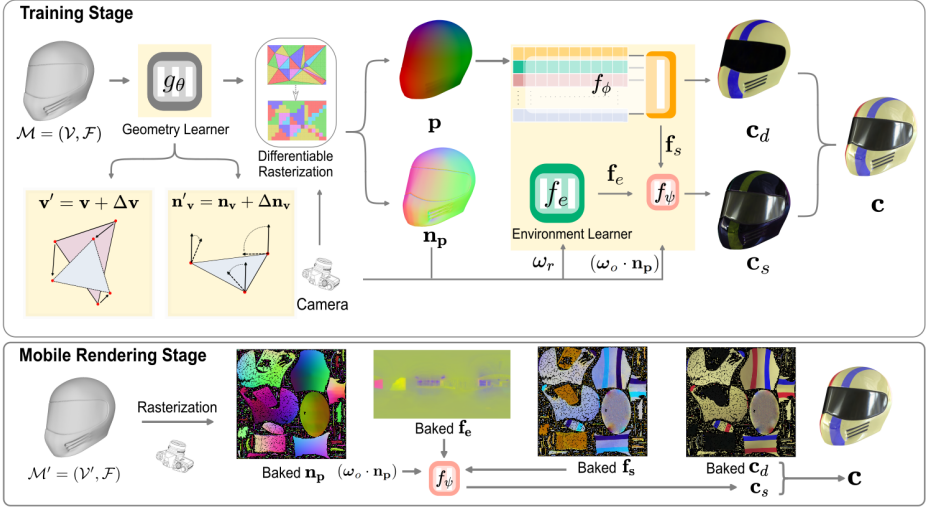 Training Stage
g_θ
M = (V, F)
Geometry Learner
v′ = v + Δv
n′_v = n_v + Δn_v
Differentiable
Rasterization
Camera
p
n_p
f_ϕ
f_s
f_e
f_e
f_ψ
Environment Learner
ω_r
(ω_o · n_p)
c_d
c_s
c
Mobile Rendering Stage
Rasterization
M′ = (V′, F)
Baked n_p
(ω_o · n_p)
Baked f_e
f_ψ
Baked f_s
Baked c_d
c_s
c